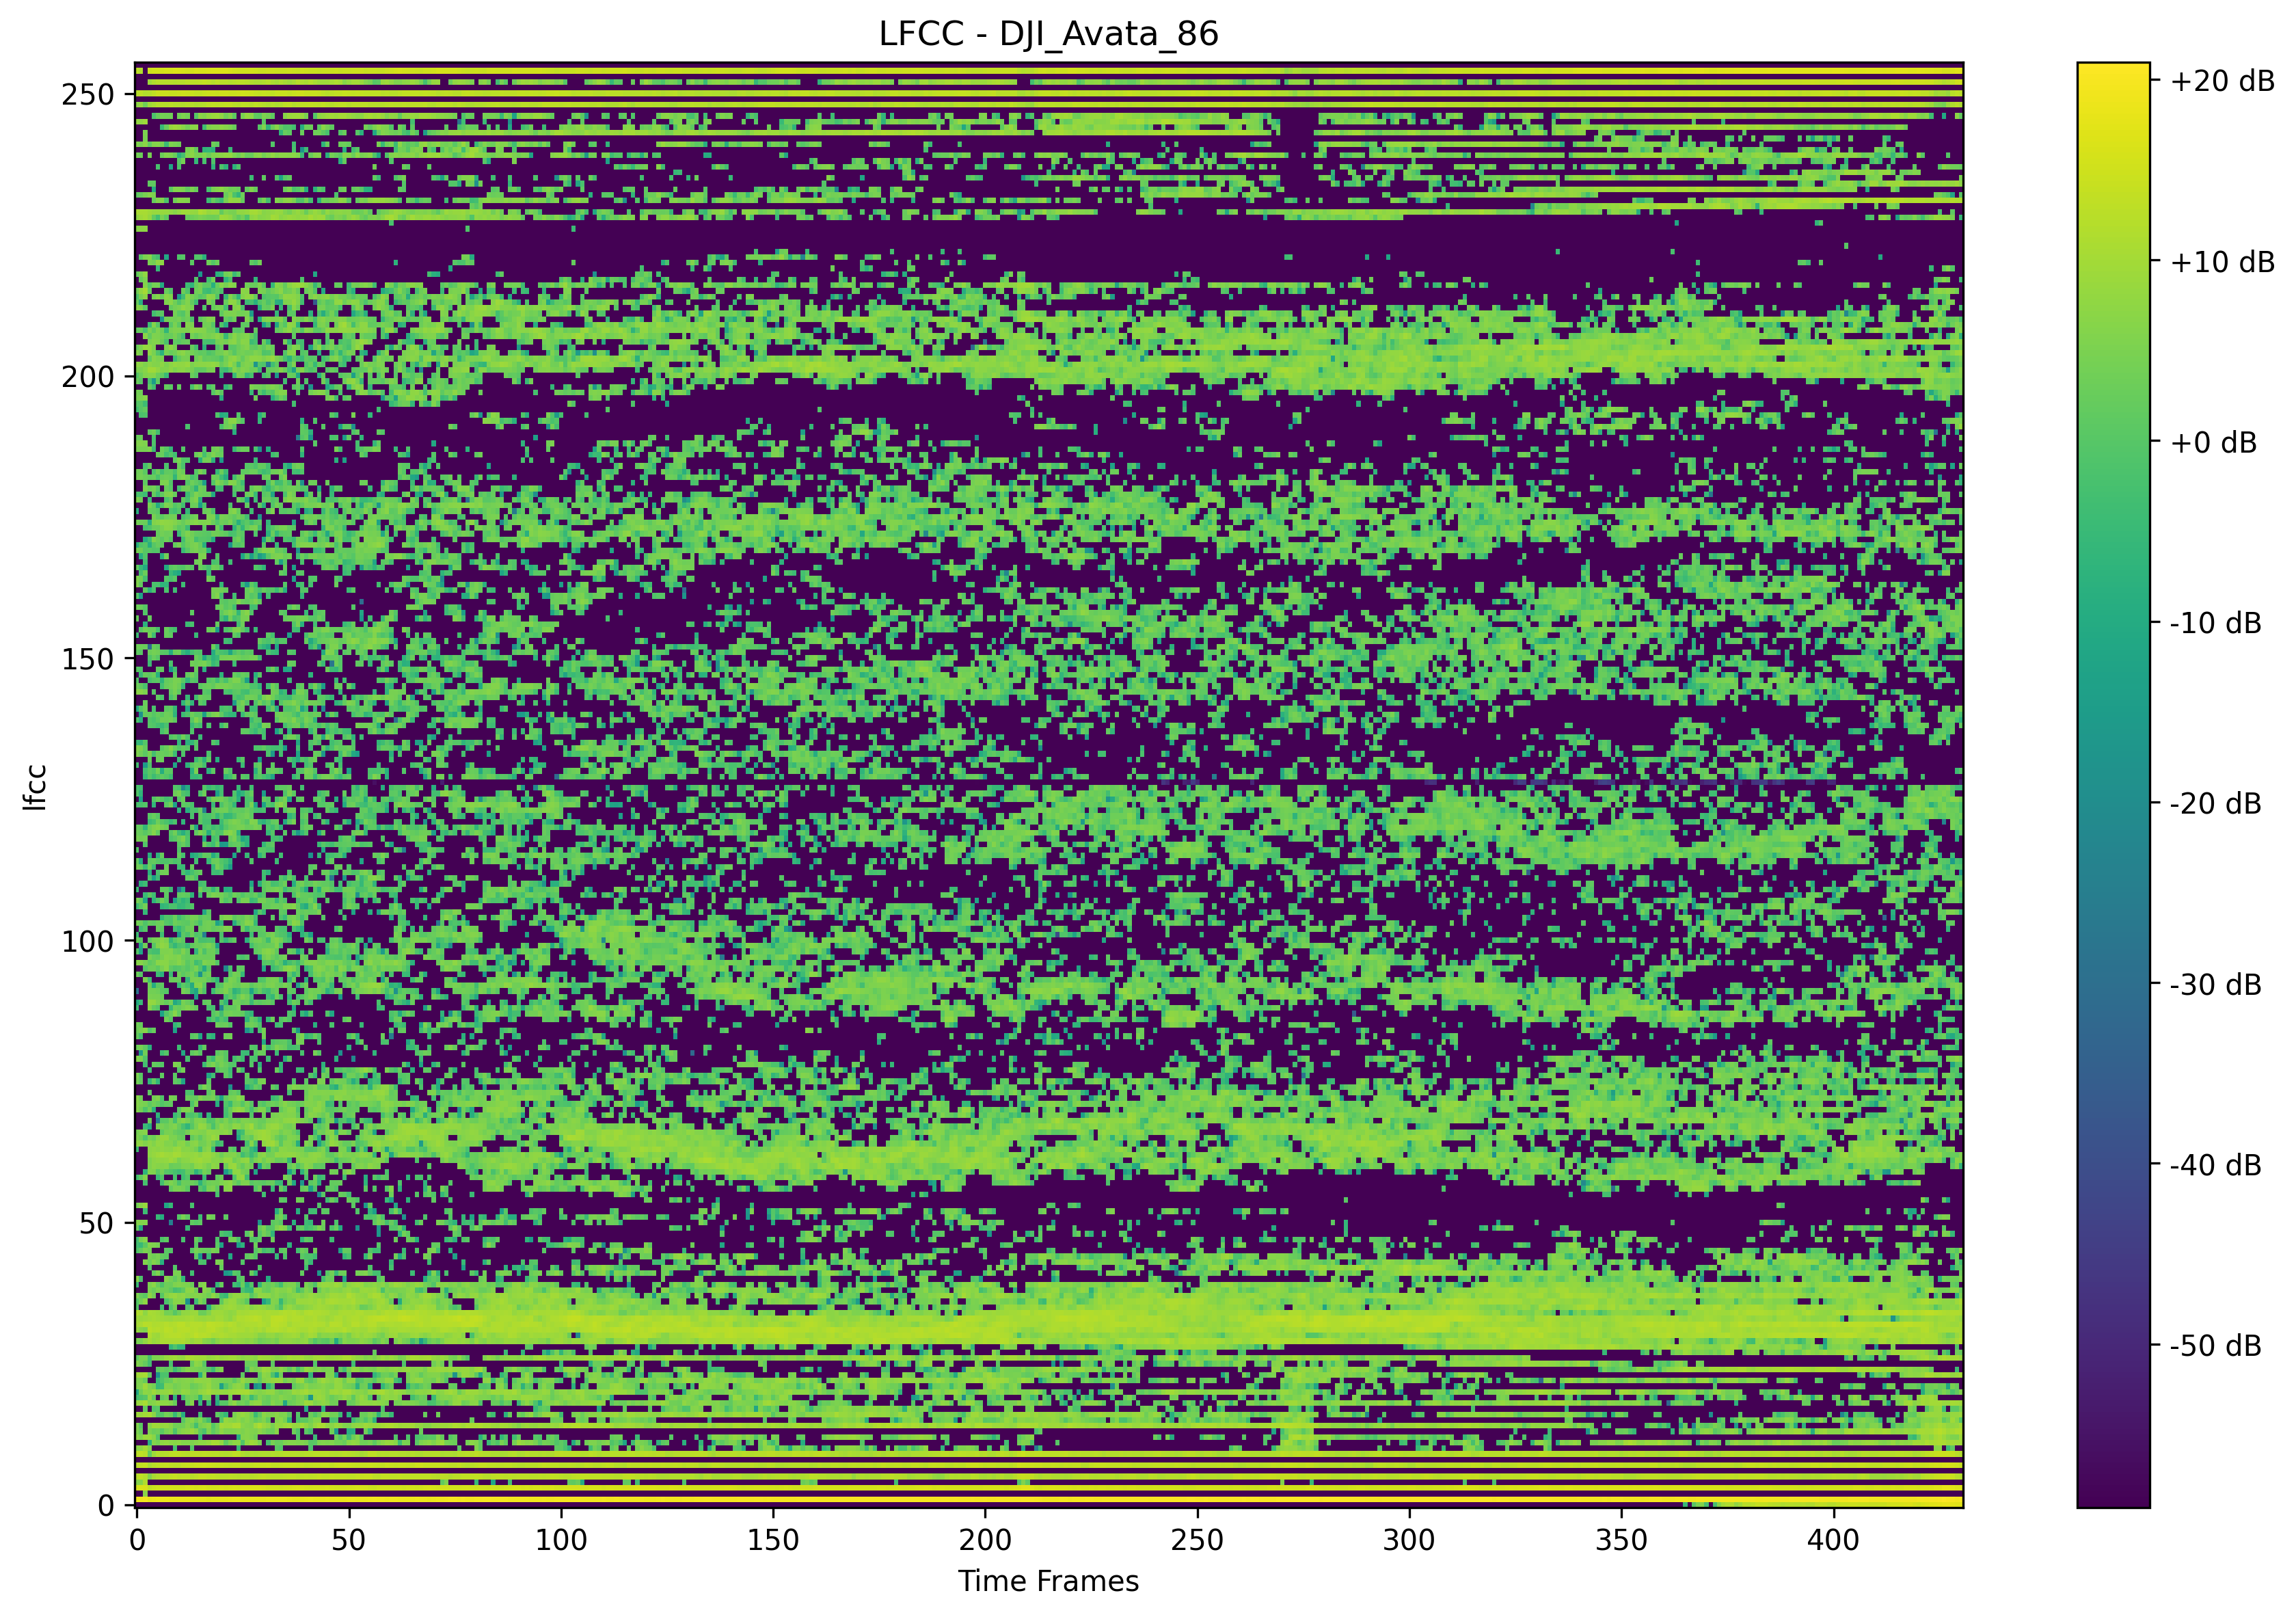 LFCC - DJI_Avata_86
250
200
150
100
50
0
lfcc
0 50 100 150 200 250 300 350 400
Time Frames
+20 dB
+10 dB
+0 dB
-10 dB
-20 dB
-30 dB
-40 dB
-50 dB